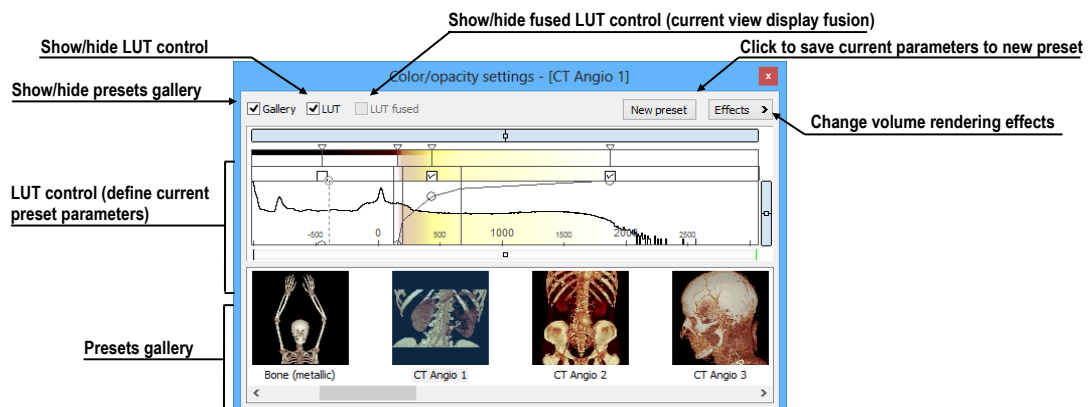 Show/hide fused LUT control (current view display fusion)
Show/hide LUT control
Click to save current parameters to new preset
Color/opacity settings - [CT Angio 1]
x
Show/hide presets gallery
Gallery
LUT
LUT fused
New preset
Effects >
Change volume rendering effects
LUT control (define current
preset parameters)
-500 0 500 1000 1500 2000 2500
Presets gallery
Bone (metallic)
CT Angio 1
CT Angio 2
CT Angio 3